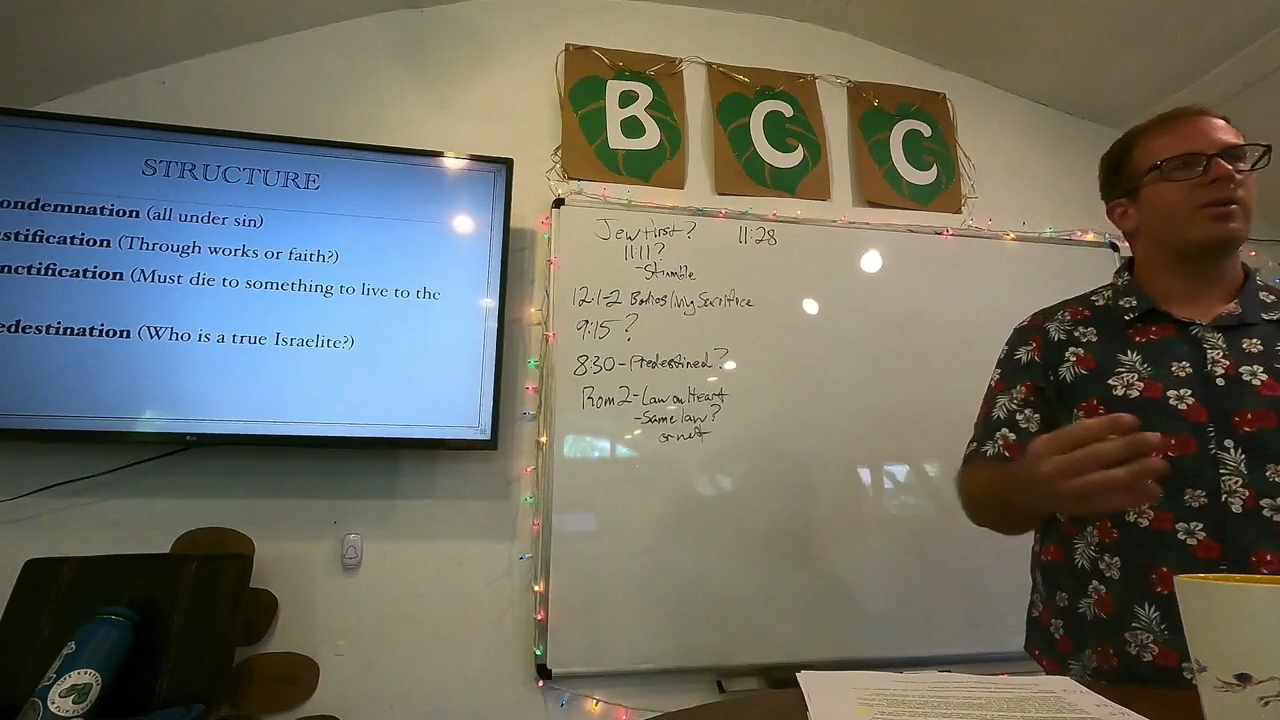 B C C
STRUCTURE
ondemnation (all under sin)
stification (Through works or faith?)
nctification (Must die to something to live to the
edestination (Who is a true Israelite?)
Jew first? 11:28
11:11?
-Stumble
12:1-2 Bodies living Sacrifice
9:15?
8:30-Predestined?
Rom 2-Law on Heart
-Same law?
or not